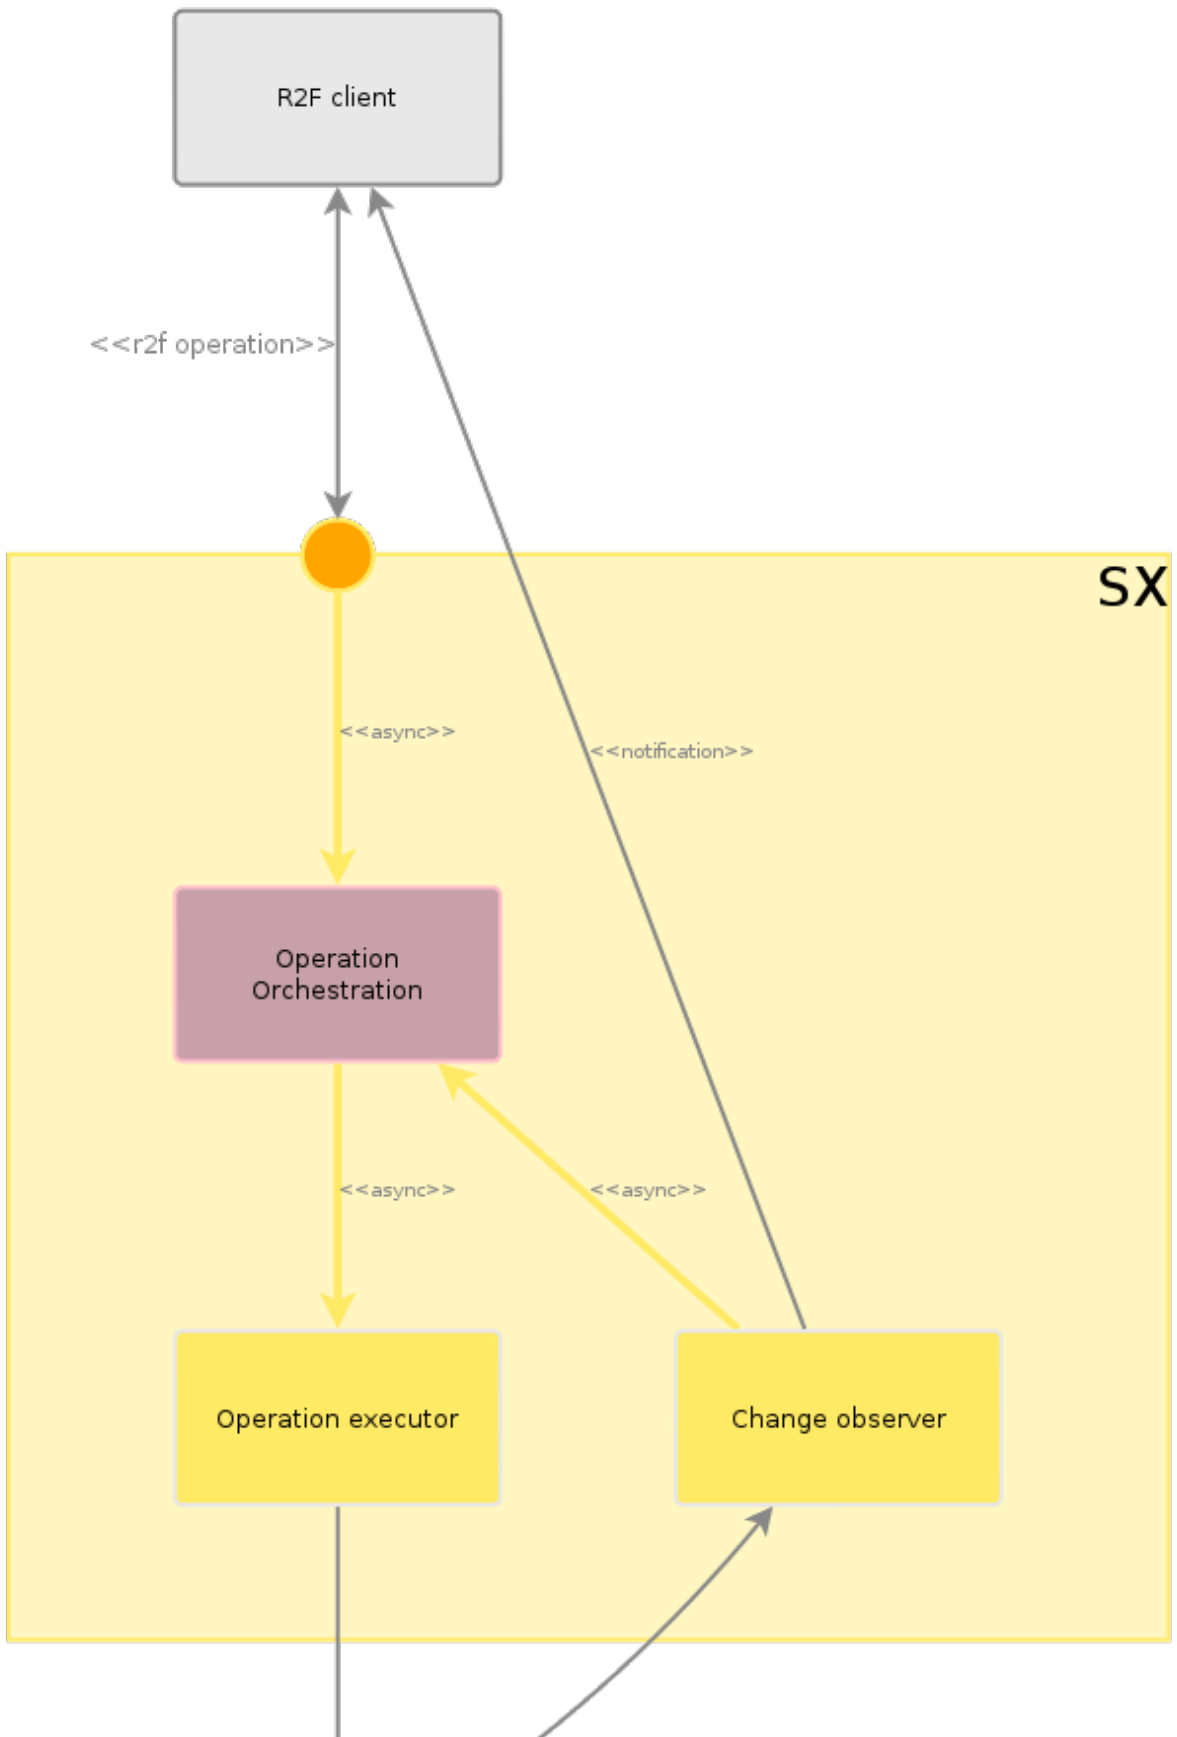 R2F client
<<r2f operation>>
SX
<<async>>
<<notification>>
Operation
Orchestration
<<async>>
<<async>>
Operation executor
Change observer